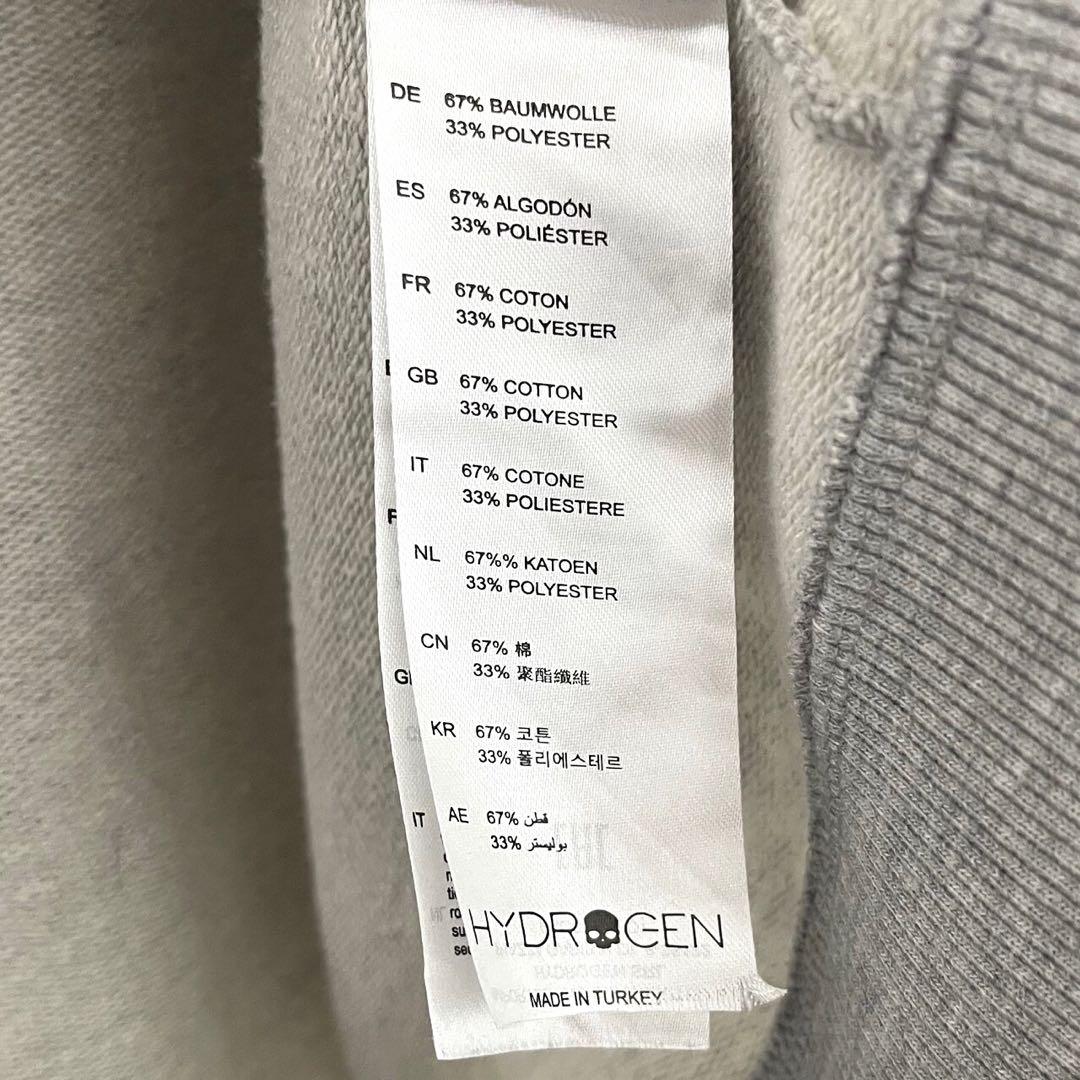 DE 67% BAUMWOLLE
33% POLYESTER
ES 67% ALGODÓN
33% POLIÉSTER
FR 67% COTON
33% POLYESTER
GB 67% COTTON
33% POLYESTER
IT 67% COTONE
33% POLIESTERE
NL 67%% KATOEN
33% POLYESTER
CN 67% 棉
33% 聚酯纖維
KR 67% 코튼
33% 폴리에스테르
AE 67% قطن
33% بوليستر
IT
HYDROGEN
MADE IN TURKEY